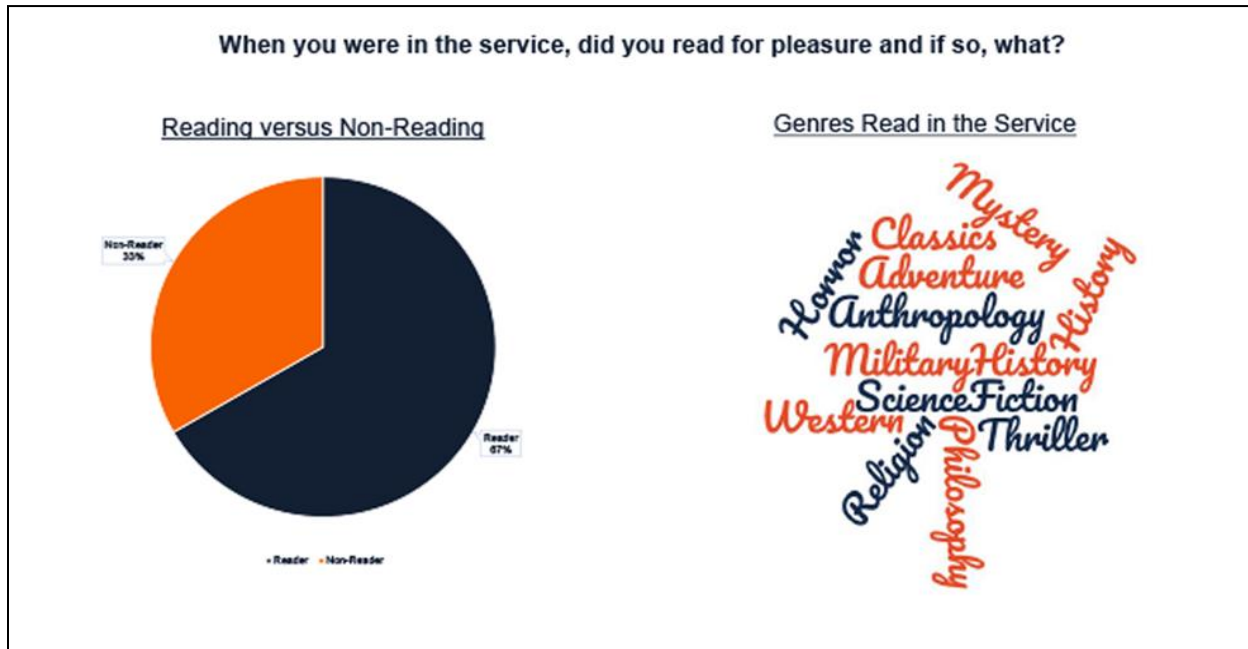 When you were in the service, did you read for pleasure and if so, what?
Reading versus Non-Reading
Non-Reader
33%
Reader
67%
Reader Non-Reader
Genres Read in the Service
Mystery
Classics
Adventure
Horror
History
Anthropology
MilitaryHistory
ScienceFiction
Western
Thriller
Religion
Philosophy